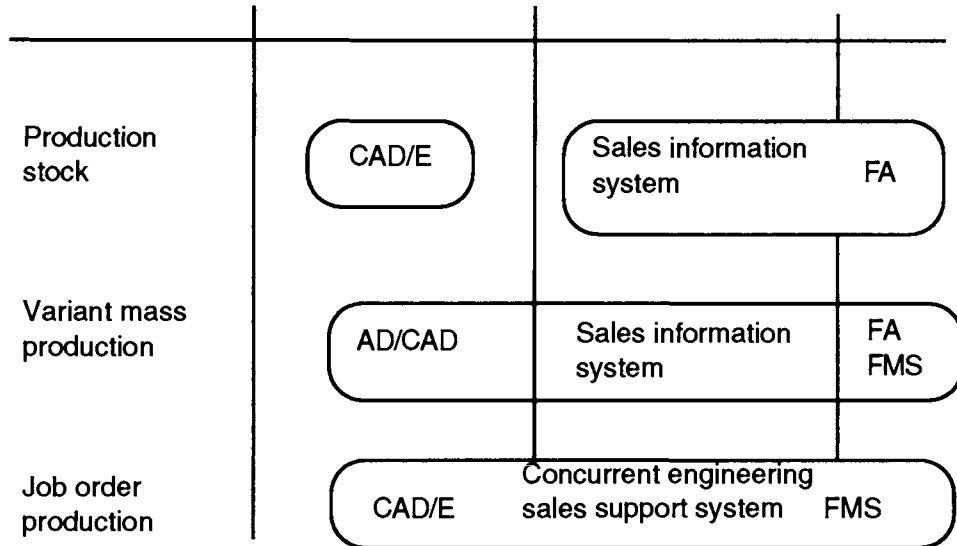 Production
stock
CAD/E
Sales information
system
FA
Variant mass
production
AD/CAD
Sales information
system
FA
FMS
Job order
production
CAD/E
Concurrent engineering
sales support system
FMS